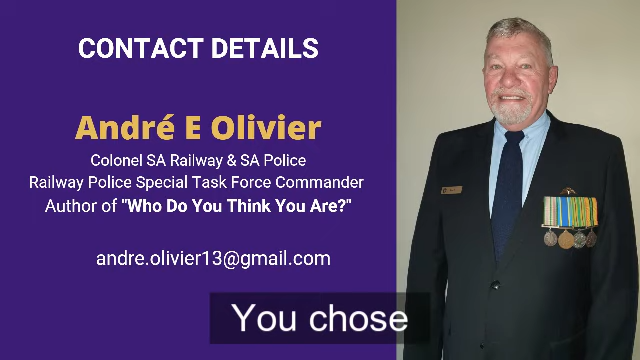 CONTACT DETAILS
André E Olivier
Colonel SA Railway & SA Police
Railway Police Special Task Force Commander
Author of "Who Do You Think You Are?"
andre.olivier13@gmail.com
You chose